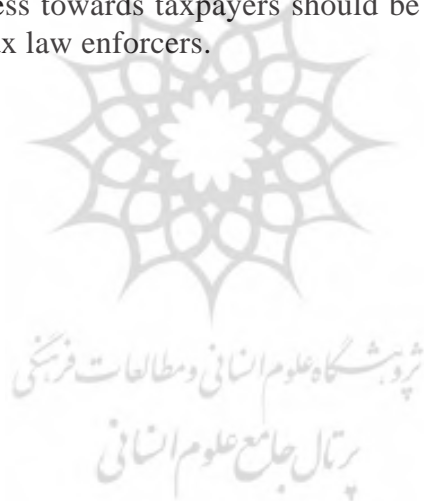 ess towards taxpayers should be
x law enforcers.
پژوهشگاه علوم انسانی و مطالعات فرهنگی
پرتال جامع علوم انسانی